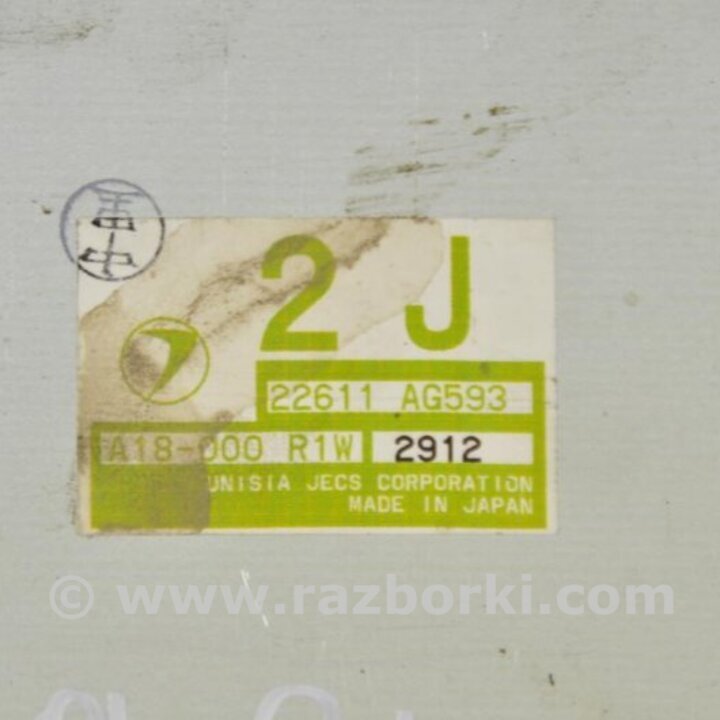 2 J
22611 AG593
A18-000 R1W 2912
UNISIA JECS CORPORATION
MADE IN JAPAN
© www.razborki.com